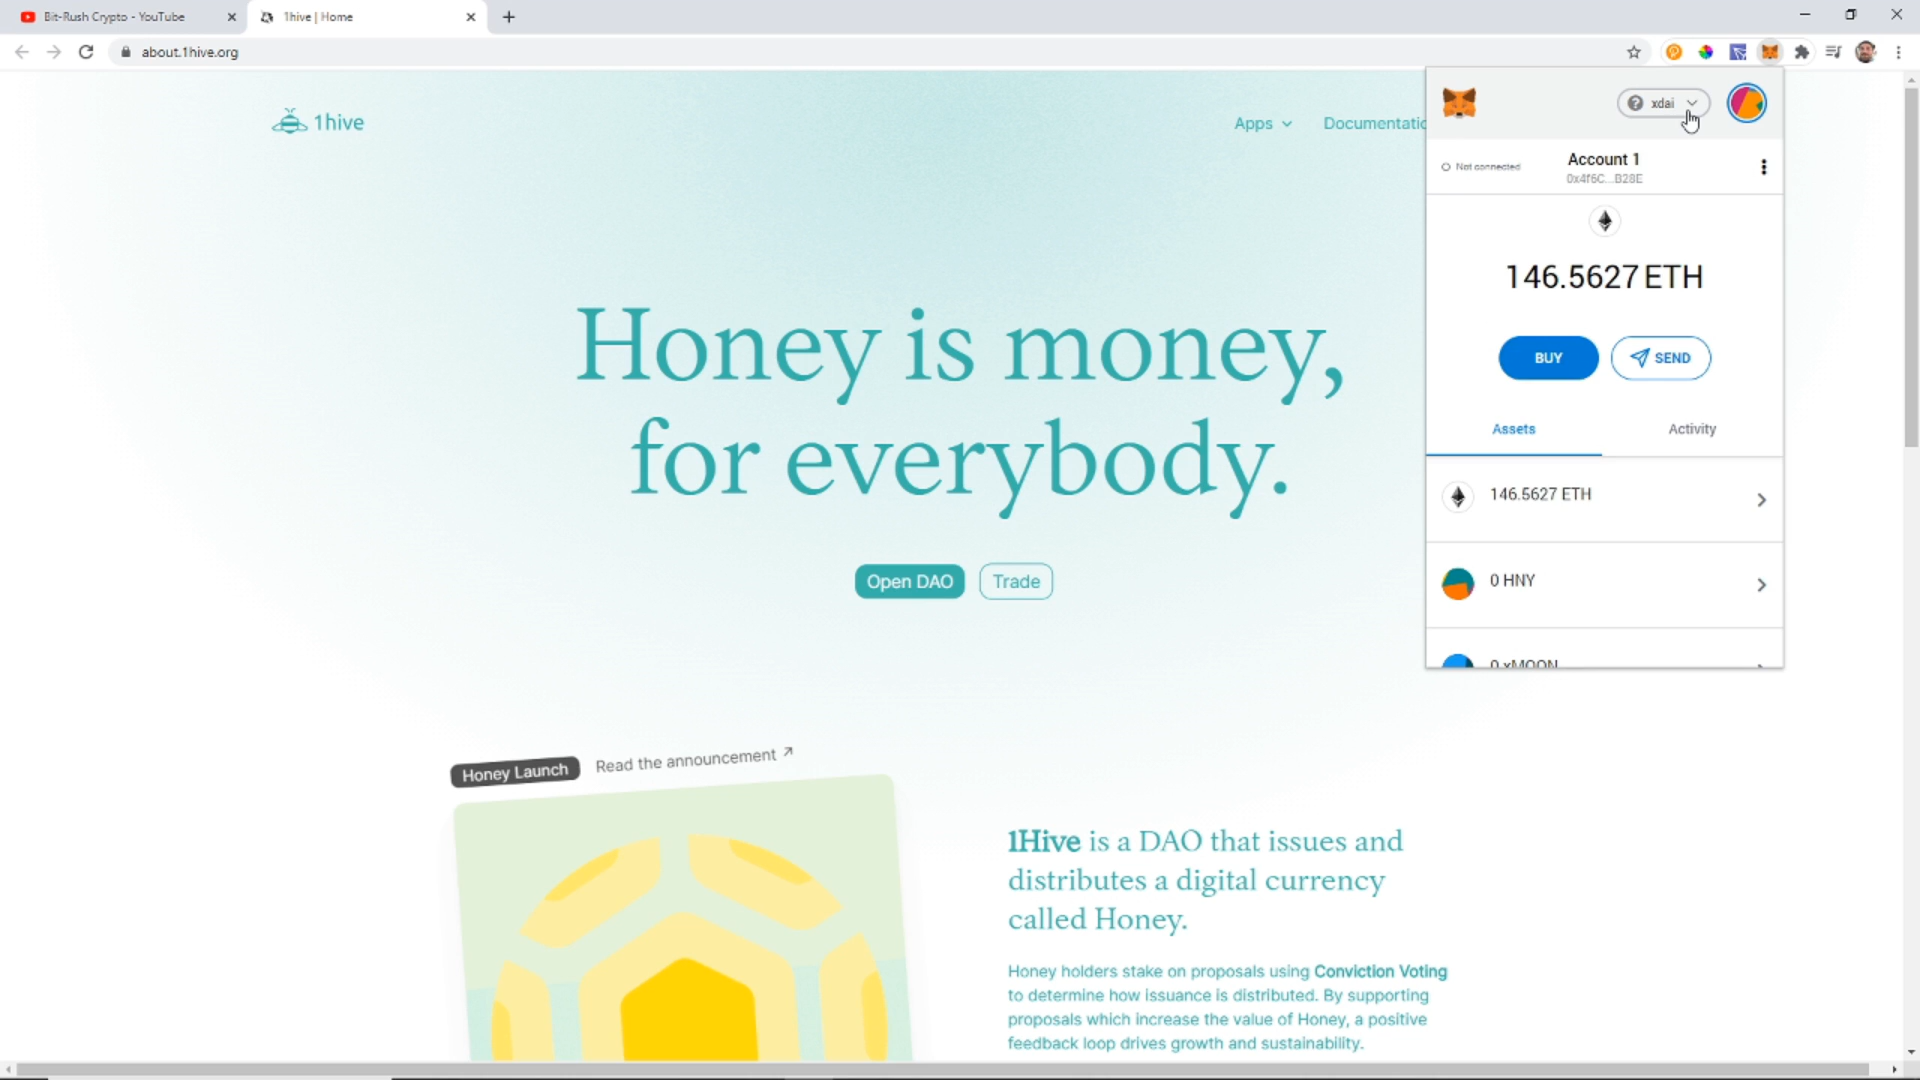 Bit-Rush Crypto - YouTube
1hive | Home
about.1hive.org
1hive
Apps
Documentatio
xdai
Not connected
Account 1
0x4f6C...B28E
146.5627 ETH
BUY
SEND
Assets
Activity
146.5627 ETH
0 HNY
0 xMOON
Honey is money,
for everybody.
Open DAO
Trade
Honey Launch
Read the announcement ↗
1Hive is a DAO that issues and
distributes a digital currency
called Honey.
Honey holders stake on proposals using Conviction Voting
to determine how issuance is distributed. By supporting
proposals which increase the value of Honey, a positive
feedback loop drives growth and sustainability.